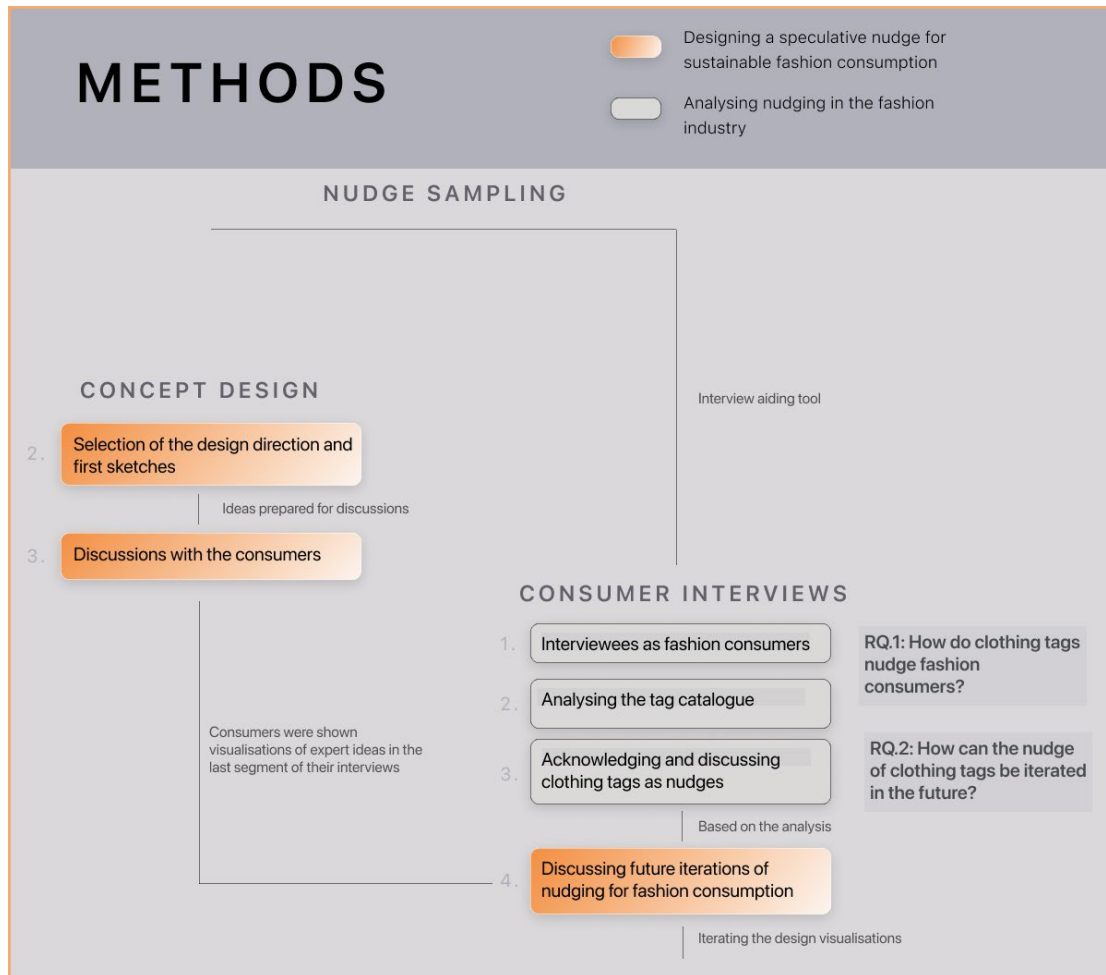 METHODS
Designing a speculative nudge for
sustainable fashion consumption
Analysing nudging in the fashion
industry
NUDGE SAMPLING
CONCEPT DESIGN
Interview aiding tool
2.
Selection of the design direction and
first sketches
Ideas prepared for discussions
3.
Discussions with the consumers
CONSUMER INTERVIEWS
1.
Interviewees as fashion consumers
RQ.1: How do clothing tags
nudge fashion
consumers?
2.
Analysing the tag catalogue
Consumers were shown
visualisations of expert ideas in the
last segment of their interviews
3.
Acknowledging and discussing
clothing tags as nudges
RQ.2: How can the nudge
of clothing tags be iterated
in the future?
Based on the analysis
4.
Discussing future iterations of
nudging for fashion consumption
Iterating the design visualisations